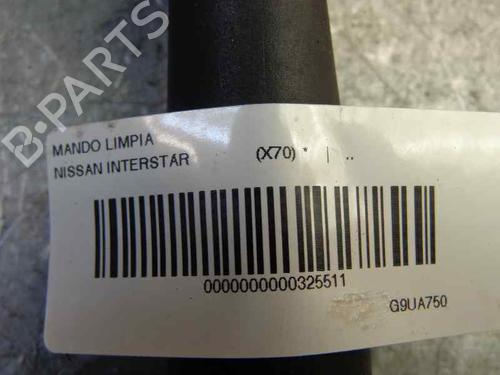 B-PARTS
MANDO LIMPIA
NISSAN INTERSTAR (X70) * | ..
0000000000325511
G9UA750